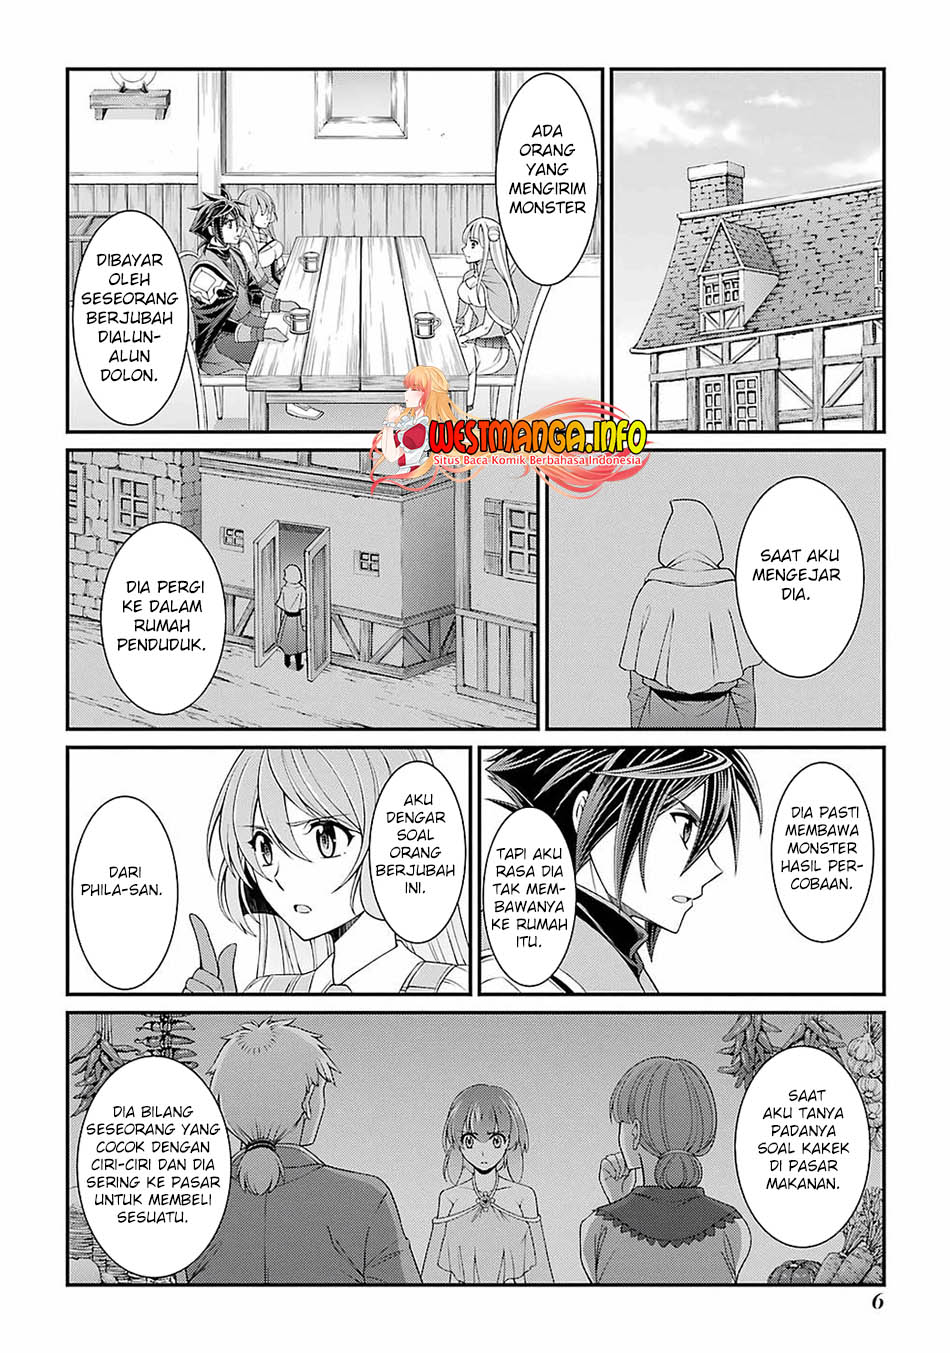 ADA
ORANG
YANG
MENGIRIM
MONSTER
DIBAYAR
OLEH
SESEORANG
BERJUBAH
DIALUN-
ALUN
DOLON.
WESTMANGA.INFO
Situs Baca Komik Berbahasa Indonesia
SAAT AKU
MENGEJAR
DIA.
DIA PERGI
KE DALAM
RUMAH
PENDUDUK.
DIA PASTI
MEMBAWA
MONSTER
HASIL PER-
COBAAN.
TAPI AKU
RASA DIA
TAK MEM-
BAWANYA
KE RUMAH
ITU.
AKU
DENGAR
SOAL
ORANG
BERJUBAH
INI.
DARI
PHILA-SAN.
SAAT
AKU TANYA
PADANYA
SOAL KAKEK
DI PASAR
MAKANAN.
DIA BILANG
SESEORANG YANG
COCOK DENGAN
CIRI-CIRI DAN DIA
SERING KE PASAR
UNTUK MEMBELI
SESUATU.
6